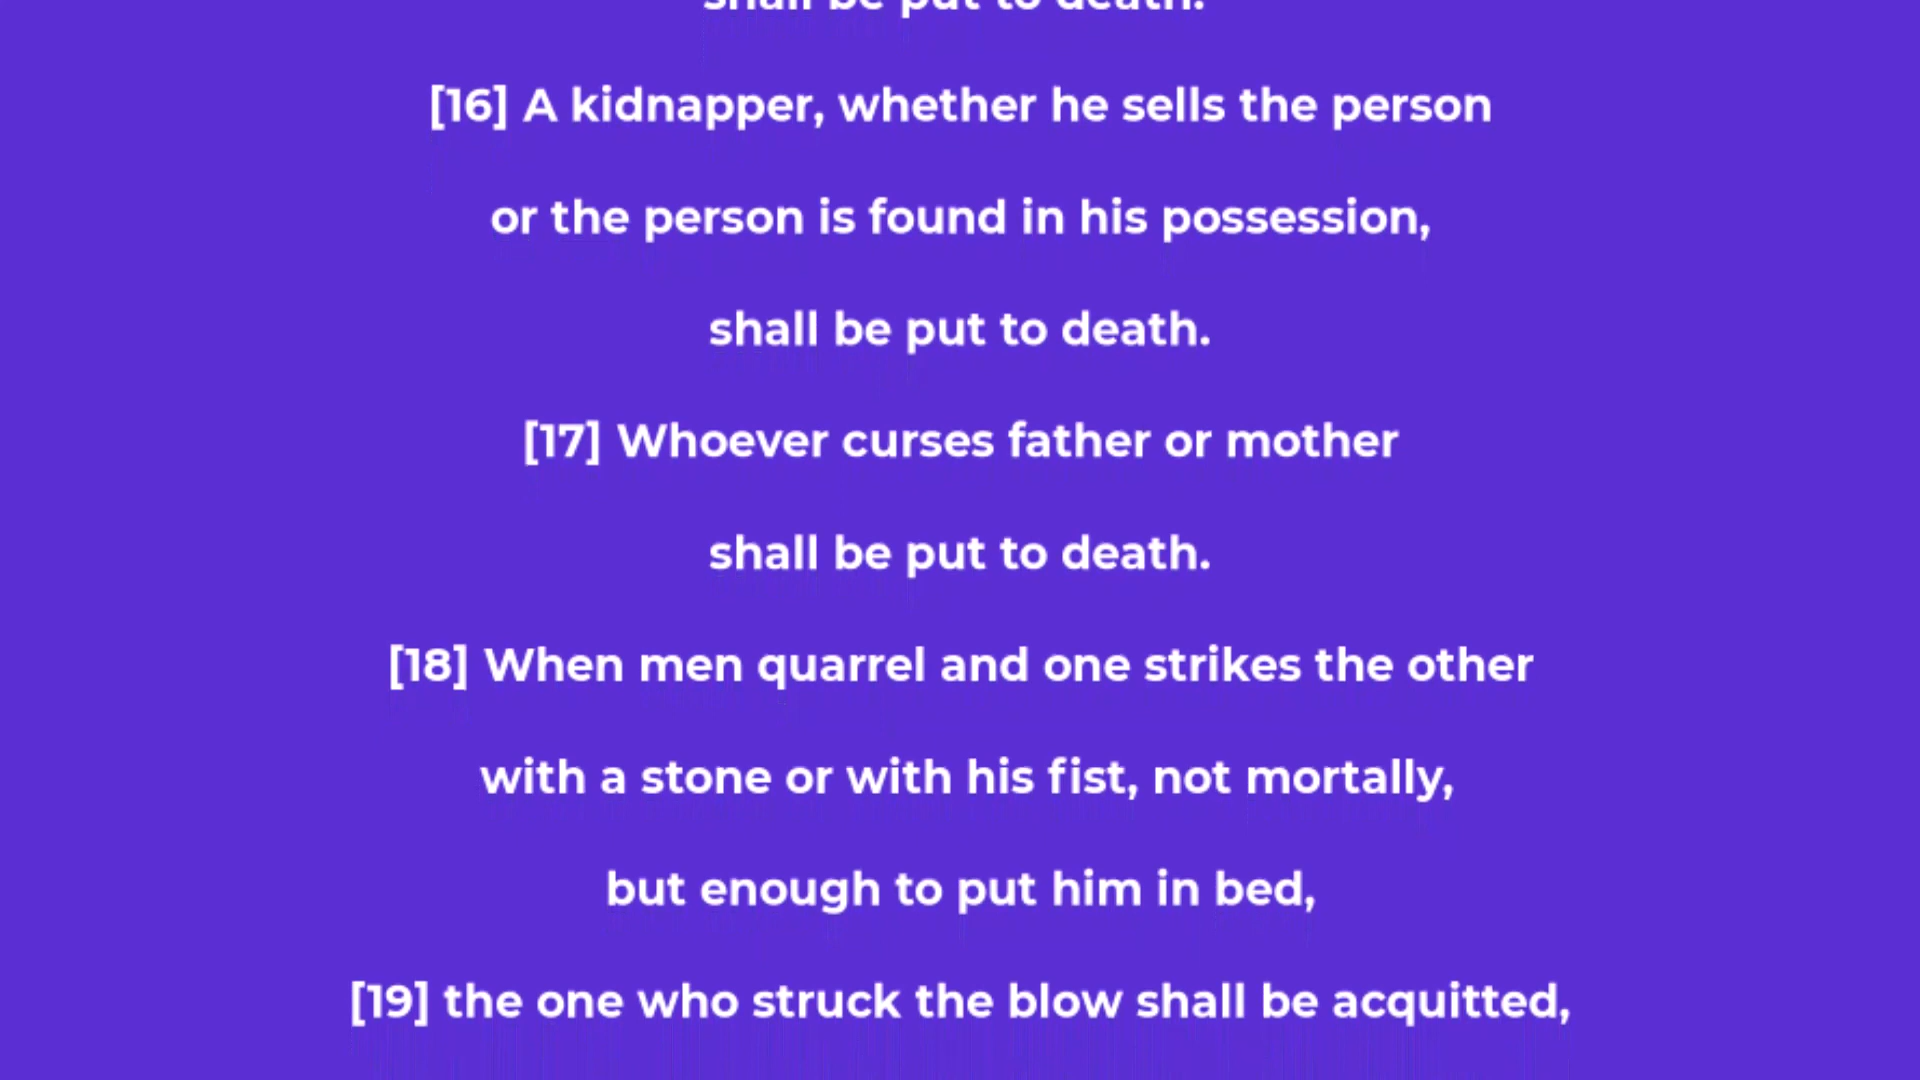 shall be put to death.
[16] A kidnapper, whether he sells the person
or the person is found in his possession,
shall be put to death.
[17] Whoever curses father or mother
shall be put to death.
[18] When men quarrel and one strikes the other
with a stone or with his fist, not mortally,
but enough to put him in bed,
[19] the one who struck the blow shall be acquitted,